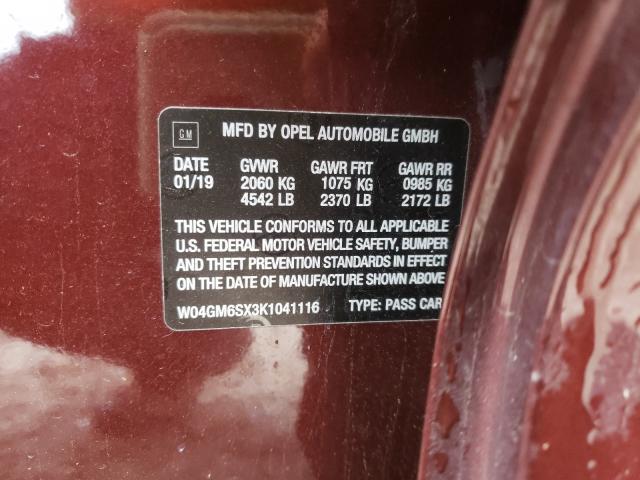 GM MFD BY OPEL AUTOMOBILE GMBH
DATE GVWR GAWR FRT GAWR RR
01/19 2060 KG 1075 KG 0985 KG
4542 LB 2370 LB 2172 LB
THIS VEHICLE CONFORMS TO ALL APPLICABLE
U.S. FEDERAL MOTOR VEHICLE SAFETY, BUMPER
AND THEFT PREVENTION STANDARDS IN EFFECT
ON THE DATE OF MANUFACTURE SHOWN ABOVE
W04GM6SX3K1041116 TYPE: PASS CAR